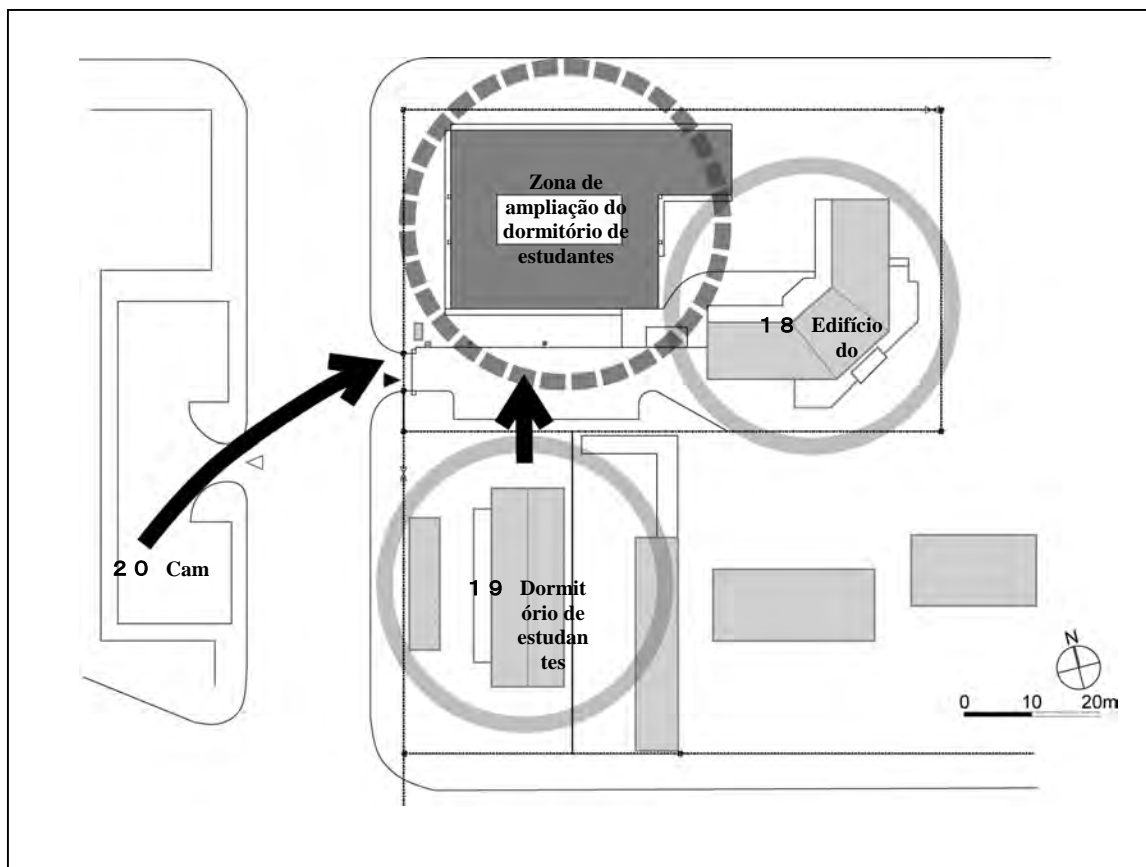 Zona de
ampliação do
dormitório de
estudantes
１８ Edifício
do
２０ Cam
１９ Dormit
ório de
estudan
tes
N
0 10 20m